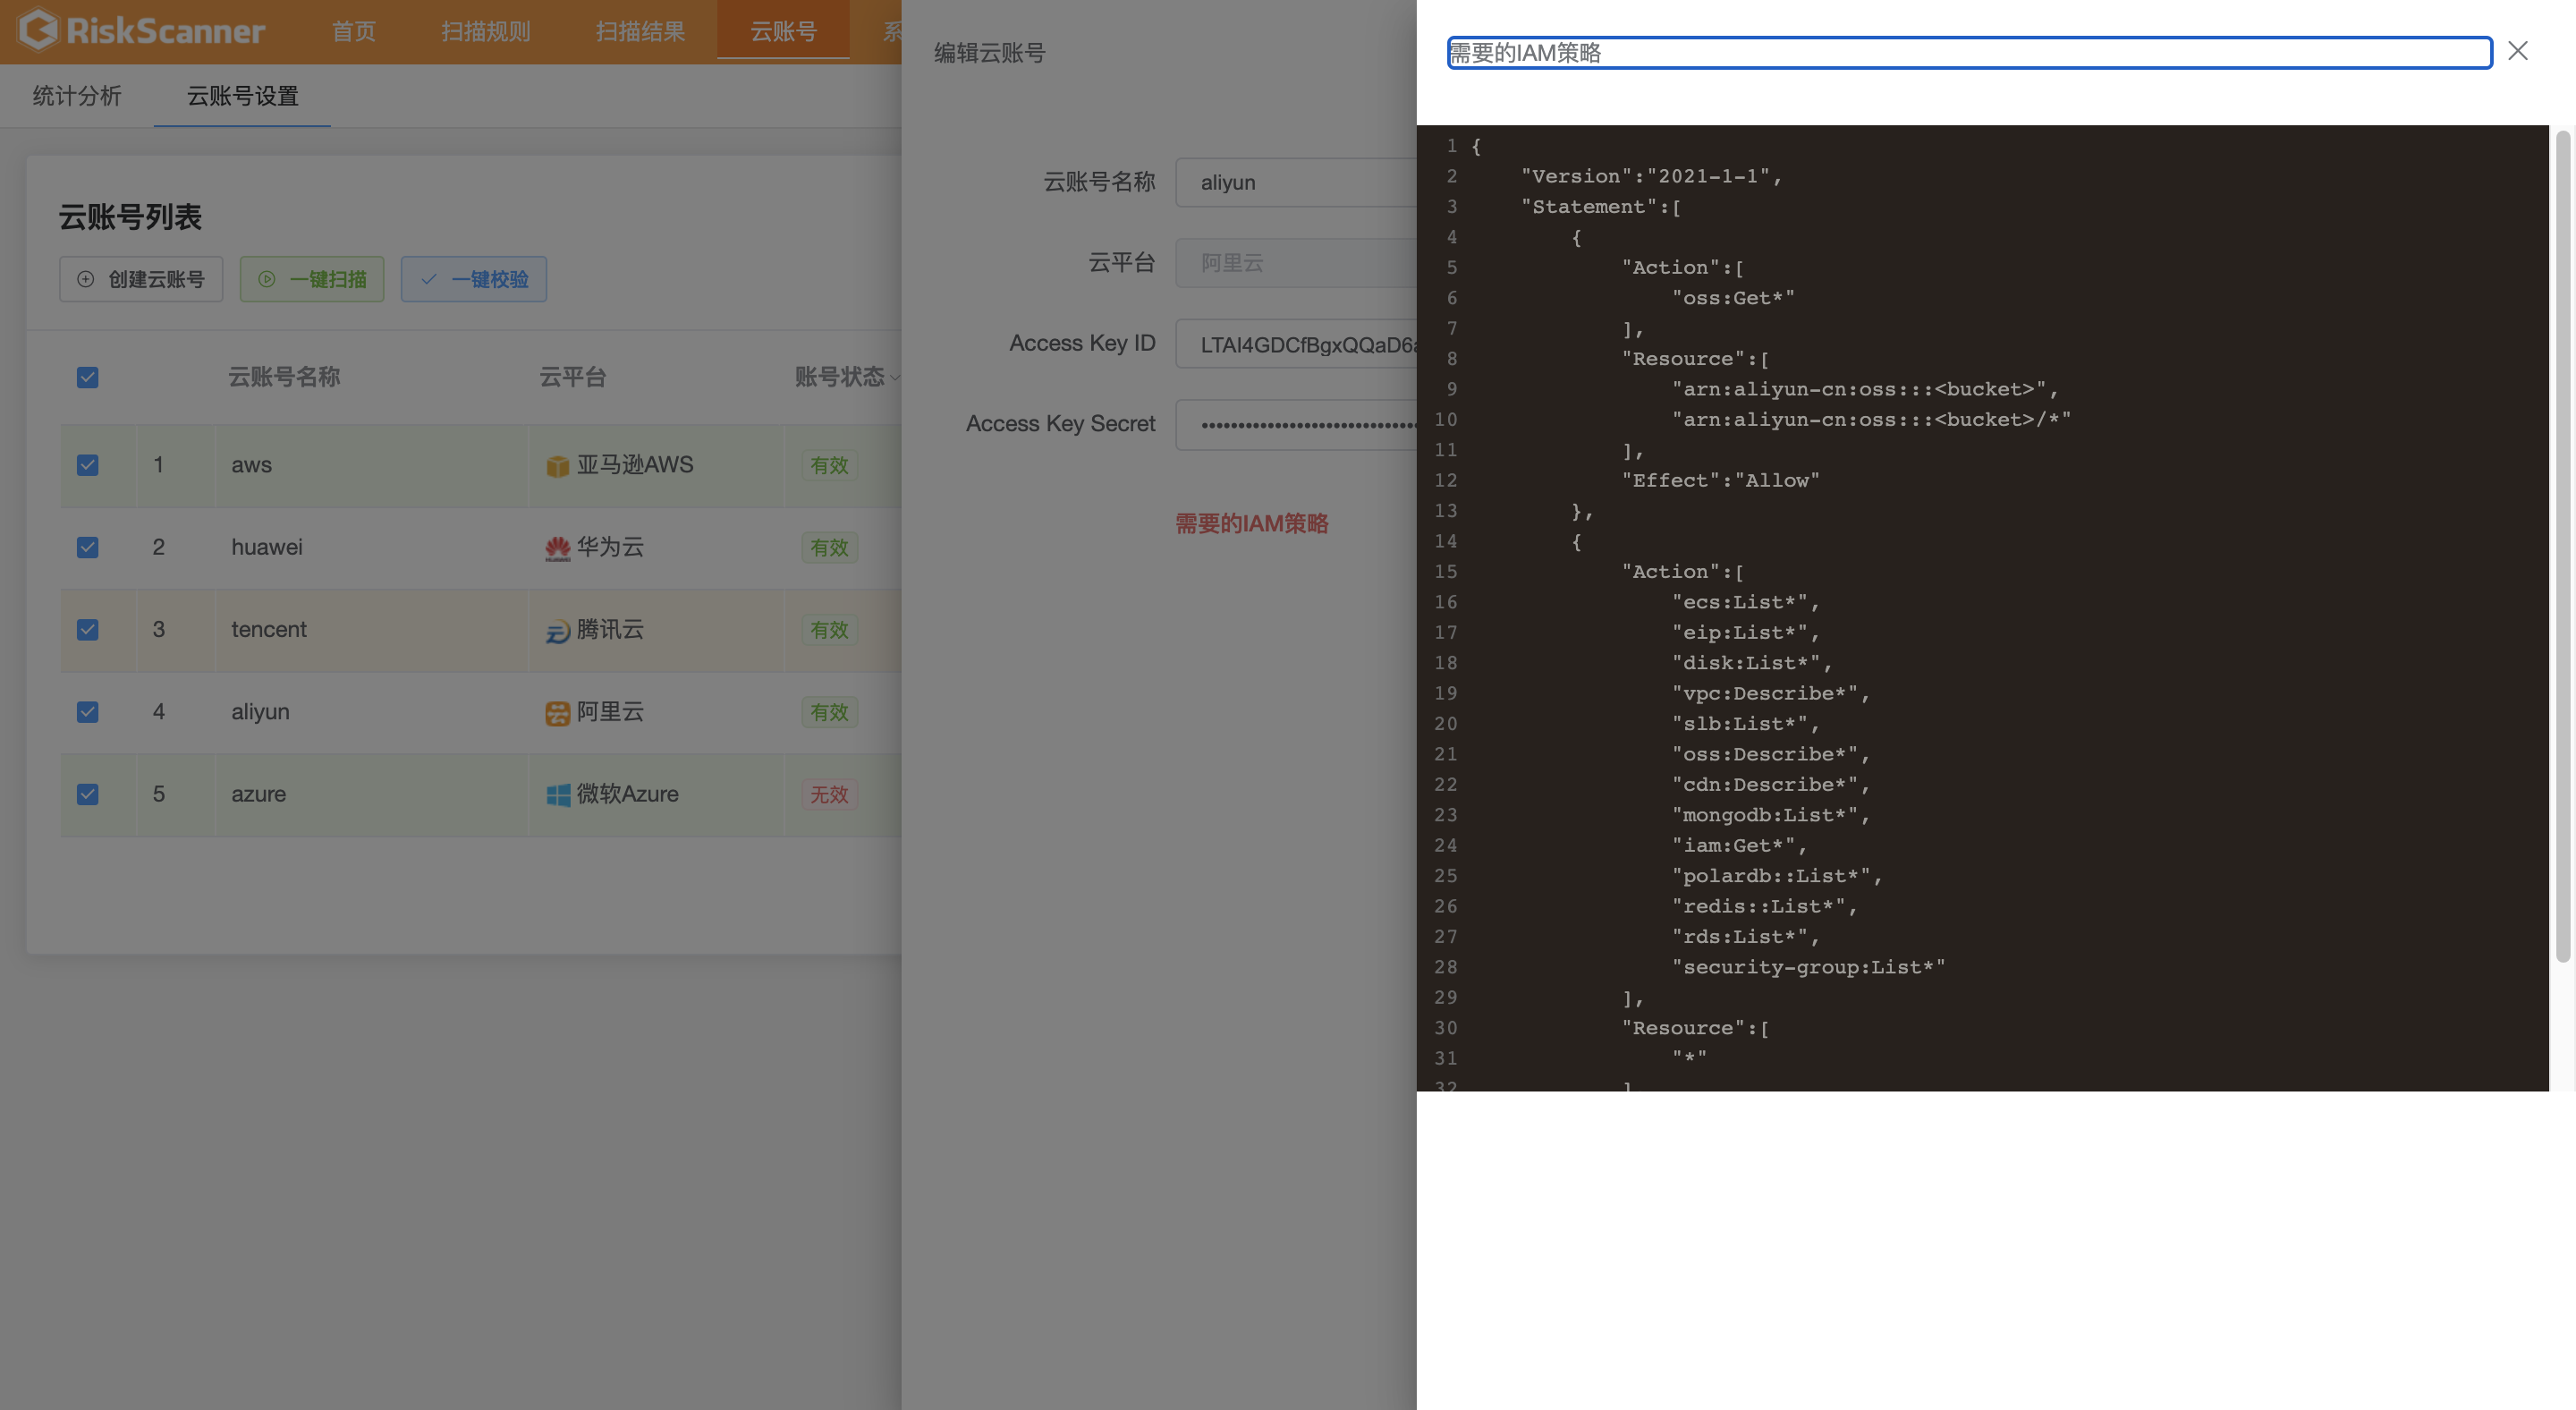 RiskScanner
首页 扫描规则 扫描结果 云账号
统计分析 云账号设置
云账号列表
创建云账号 一键扫描 一键校验
云账号名称 云平台 账号状态
1 aws 亚马逊AWS 有效
2 huawei 华为云 有效
3 tencent 腾讯云 有效
4 aliyun 阿里云 有效
5 azure 微软Azure 无效
编辑云账号
云账号名称 aliyun
云平台 阿里云
Access Key ID LTAI4GDCfBgxQQaD6
Access Key Secret
需要的IAM策略
需要的IAM策略
1 {
2 "Version":"2021-1-1",
3 "Statement":[
4 {
5 "Action":[
6 "oss:Get*"
7 ],
8 "Resource":[
9 "arn:aliyun-cn:oss:::<bucket>",
10 "arn:aliyun-cn:oss:::<bucket>/*"
11 ],
12 "Effect":"Allow"
13 },
14 {
15 "Action":[
16 "ecs:List*",
17 "eip:List*",
18 "disk:List*",
19 "vpc:Describe*",
20 "slb:List*",
21 "oss:Describe*",
22 "cdn:Describe*",
23 "mongodb:List*",
24 "iam:Get*",
25 "polardb::List*",
26 "redis::List*",
27 "rds:List*",
28 "security-group:List*"
29 ],
30 "Resource":[
31 "*"
32 ]